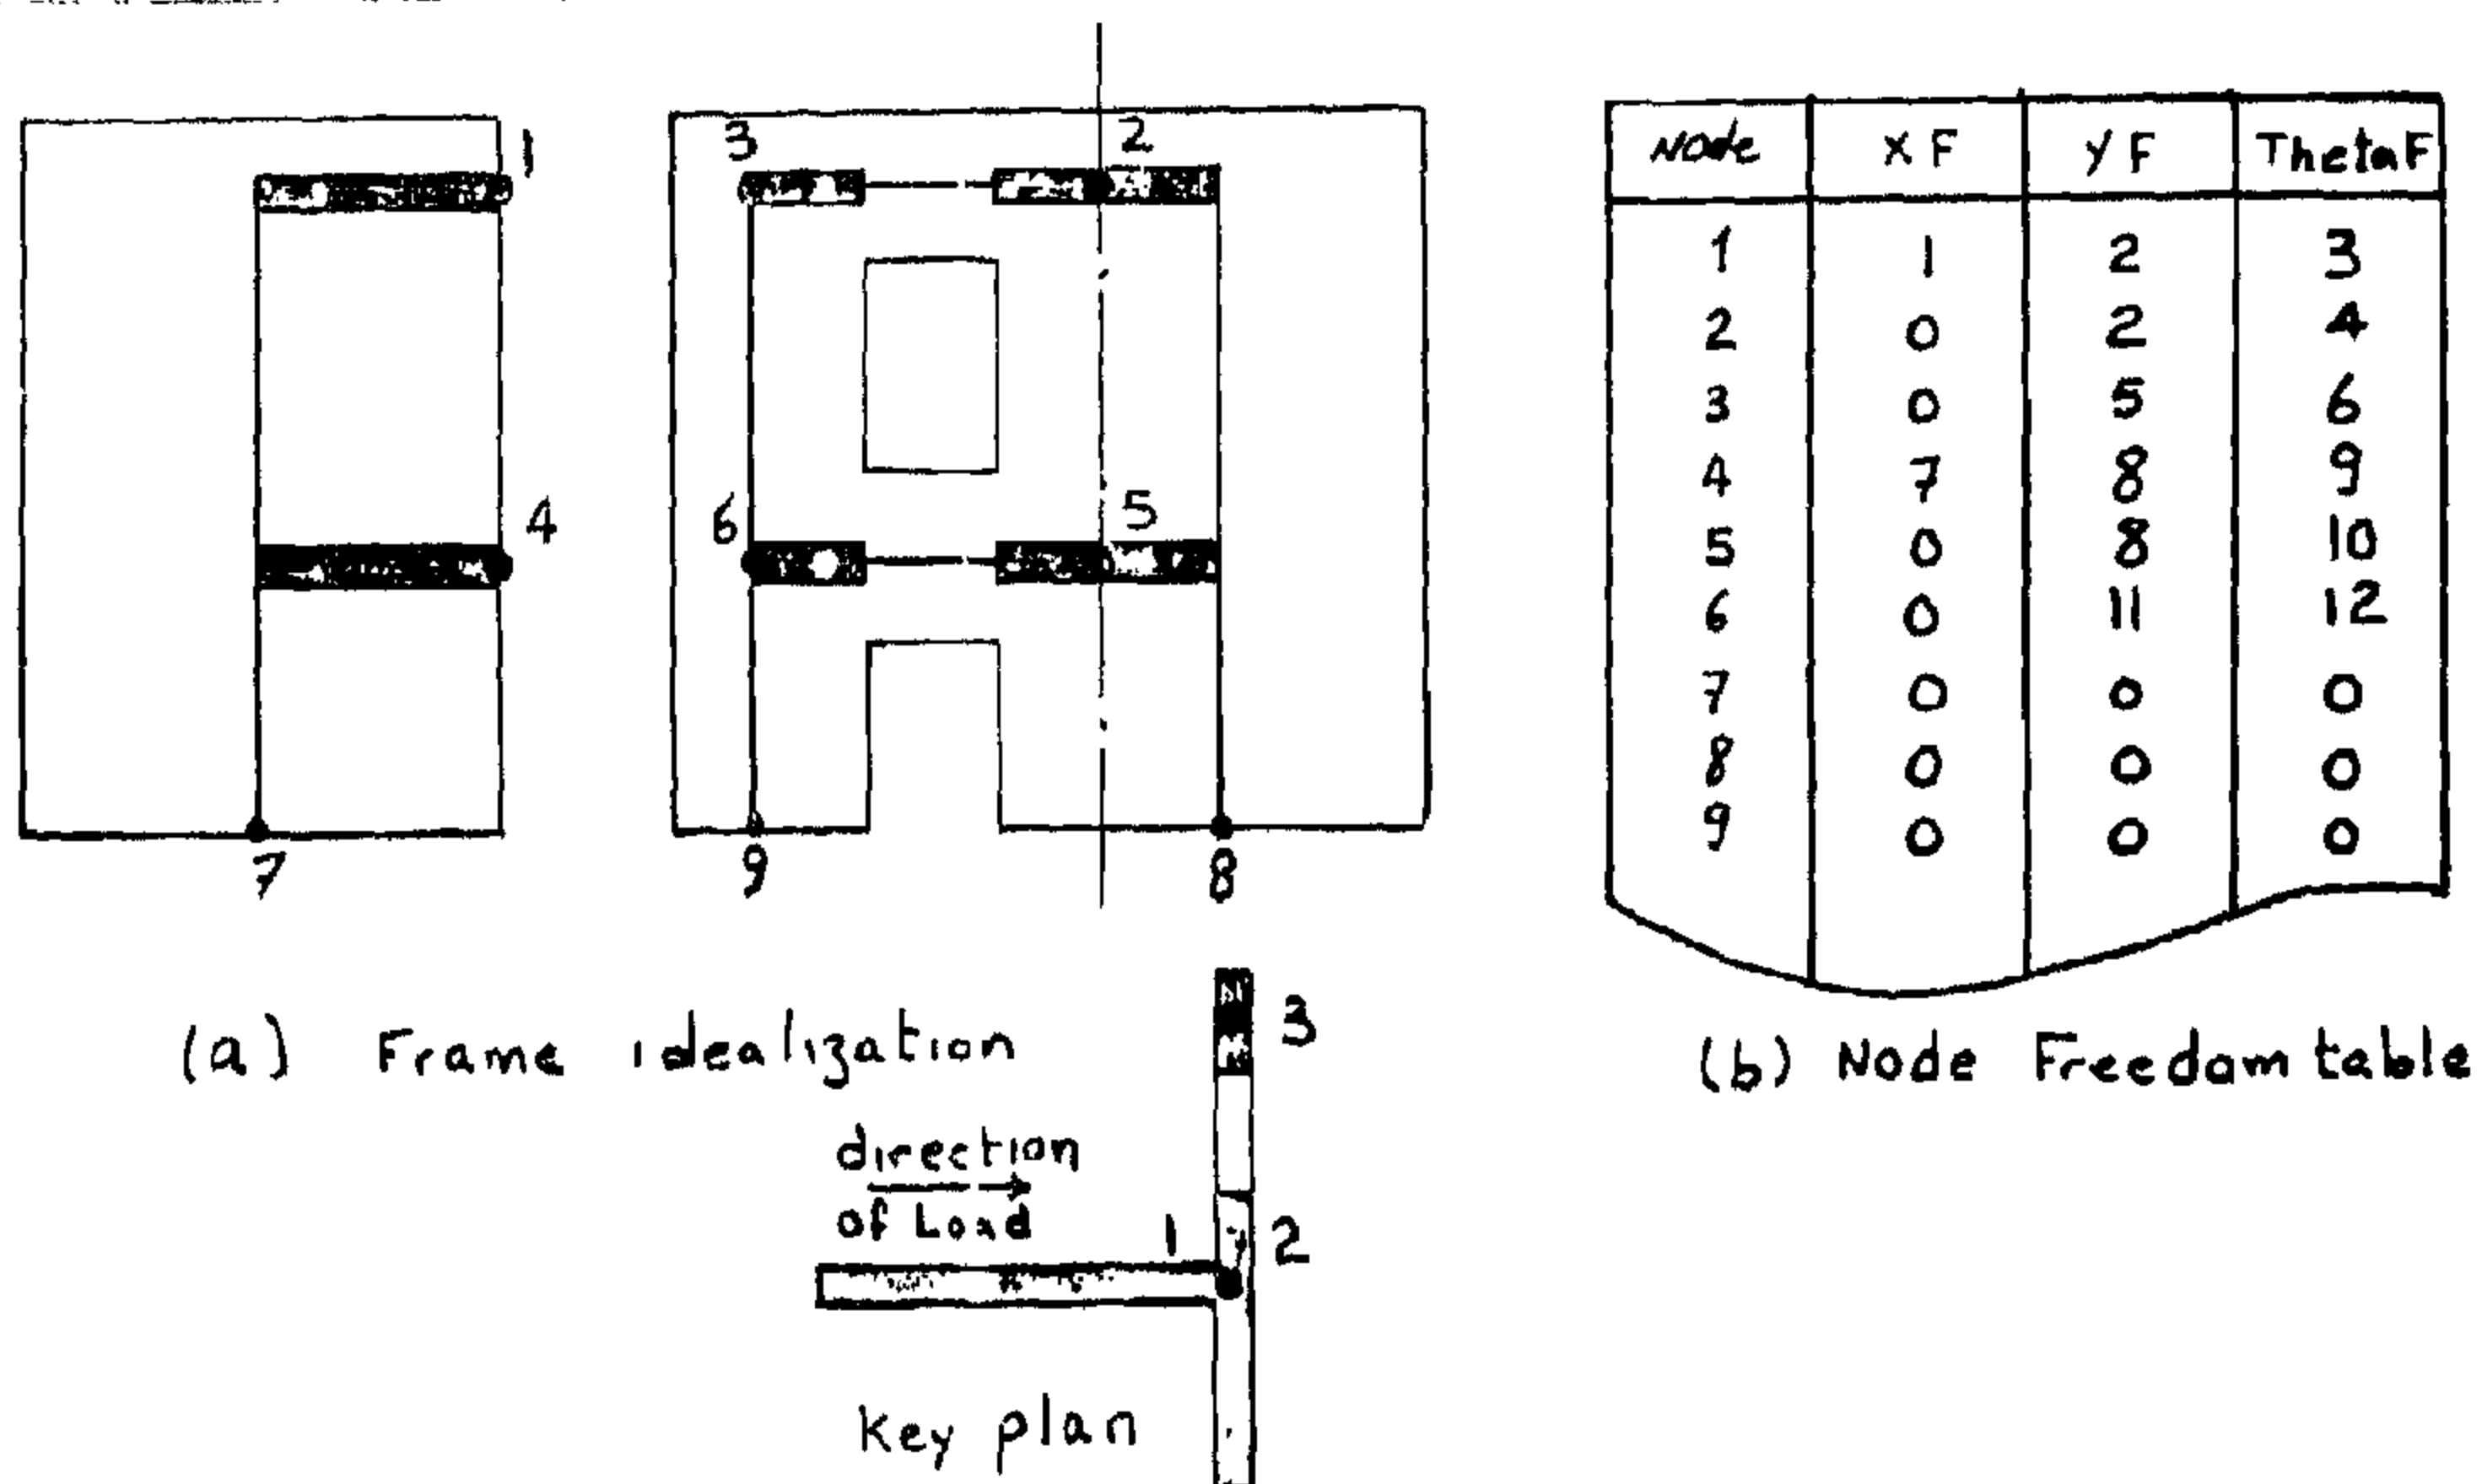 1
3 2
4
6 5
7 9 8
Node XF YF ThetaF
1 1 2 3
2 0 2 4
3 0 5 6
4 7 8 9
5 0 8 10
6 0 11 12
7 0 0 0
8 0 0 0
9 0 0 0
(a) Frame idealization
(b) Node Freedom table
3
direction
of Load
1 2
Key plan